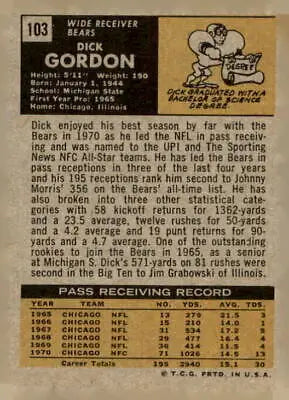 103
WIDE RECEIVER
BEARS
DICK
GORDON
Height: 5'11" Weight: 190
Born: January 1, 1944
School: Michigan State
First Year Pro: 1965
Home: Chicago, Illinois
DEGREE
DICK GRADUATED WITH A
BACHELOR OF SCIENCE
DEGREE.
Dick enjoyed his best season by far with the
Bears in 1970 as he led the NFL in pass receiv-
ing and was named to the UPI and The Sporting
News NFC All-Star teams. He has led the Bears in
pass receptions in three of the last four years
and his 195 receptions rank him second to Johnny
Morris' 356 on the Bears' all-time list. He has
also broken into three other statistical categories
with 58 kickoff returns for 1362-yards
and a 23.5 average, twelve rushes for 50-yards
and a 4.2 average and 19 punt returns for 90-
yards and a 4.7 average. One of the outstanding
rookies to join the Bears in 1965, as a senior
at Michigan S. Dick's 571-yards on 81 rushes were
second in the Big Ten to Jim Grabowski of Illinois.
PASS RECEIVING RECORD
YEAR TEAM LEA. NO. YDS. AVG. TDS
1965 CHICAGO NFL 13 279 21.5 3
1966 CHICAGO NFL 15 210 14.0 1
1967 CHICAGO NFL 31 534 17.2 5
1968 CHICAGO NFL 29 477 16.4 4
1969 CHICAGO NFL 36 414 11.5 4
1970 CHICAGO NFC 71 1026 14.5 13
Career Totals 195 2940 15.1 30
© T.C.G. PRTD. IN U.S.A.